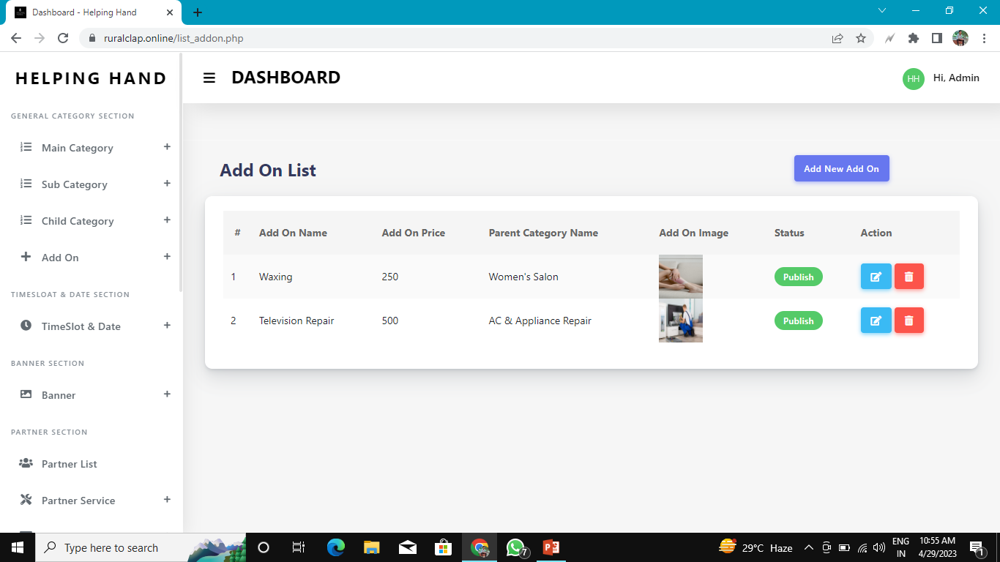 Dashboard - Helping Hand
ruralclap.online/list_addon.php
HELPING HAND
DASHBOARD
HH
Hi, Admin
GENERAL CATEGORY SECTION
Main Category
Sub Category
Child Category
Add On
TIMESLOAT & DATE SECTION
TimeSlot & Date
BANNER SECTION
Banner
PARTNER SECTION
Partner List
Partner Service
Add On List
Add New Add On
# Add On Name Add On Price Parent Category Name Add On Image Status Action
1 Waxing 250 Women's Salon Publish
2 Television Repair 500 AC & Appliance Repair Publish
Type here to search
7
29°C Haze
ENG
IN
10:55 AM
4/29/2023
1